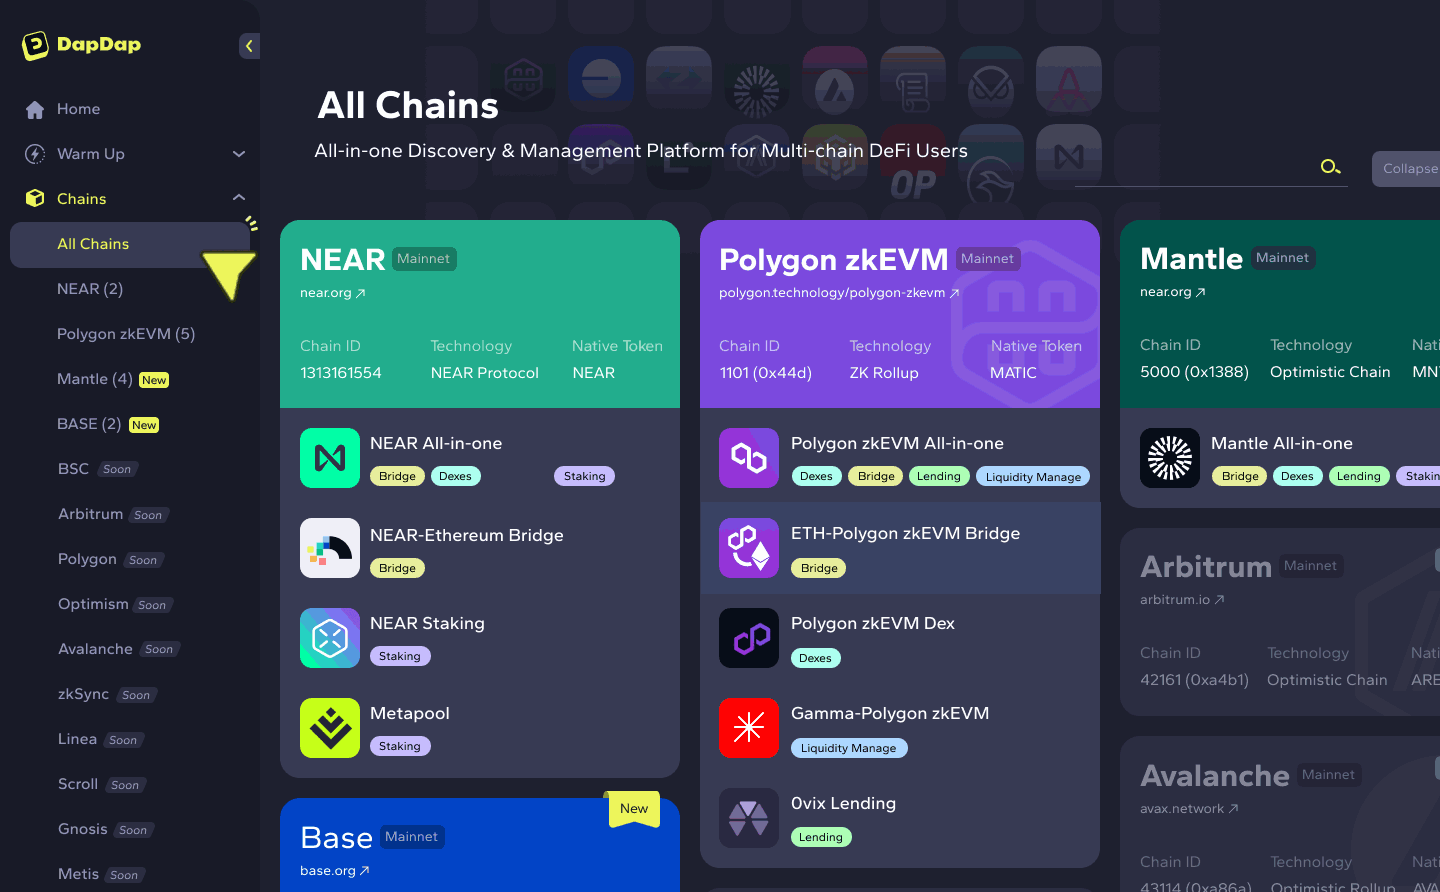 DapDap
Home
Warm Up
Chains
All Chains
NEAR (2)
Polygon zkEVM (5)
Mantle (4) New
BASE (2) New
BSC Soon
Arbitrum Soon
Polygon Soon
Optimism Soon
Avalanche Soon
zkSync Soon
Linea Soon
Scroll Soon
Gnosis Soon
Metis Soon
All Chains
All-in-one Discovery & Management Platform for Multi-chain DeFi Users
OP
Collapse
NEAR Mainnet
near.org
Chain ID Technology Native Token
1313161554 NEAR Protocol NEAR
NEAR All-in-one
Bridge Dexes Staking
NEAR-Ethereum Bridge
Bridge
NEAR Staking
Staking
Metapool
Staking
New
Base Mainnet
base.org
Polygon zkEVM Mainnet
polygon.technology/polygon-zkevm
Chain ID Technology Native Token
1101 (0x44d) ZK Rollup MATIC
Polygon zkEVM All-in-one
Dexes Bridge Lending Liquidity Manage
ETH-Polygon zkEVM Bridge
Bridge
Polygon zkEVM Dex
Dexes
Gamma-Polygon zkEVM
Liquidity Manage
0vix Lending
Lending
Mantle Mainnet
near.org
Chain ID Technology Nati
5000 (0x1388) Optimistic Chain MN
Mantle All-in-one
Bridge Dexes Lending Stakin
Arbitrum Mainnet
arbitrum.io
Chain ID Technology Nati
42161 (0xa4b1) Optimistic Chain ARE
Avalanche Mainnet
avax.network
Chain ID Technology Nati
43114 (0xa86a) Optimistic Rollup AVA